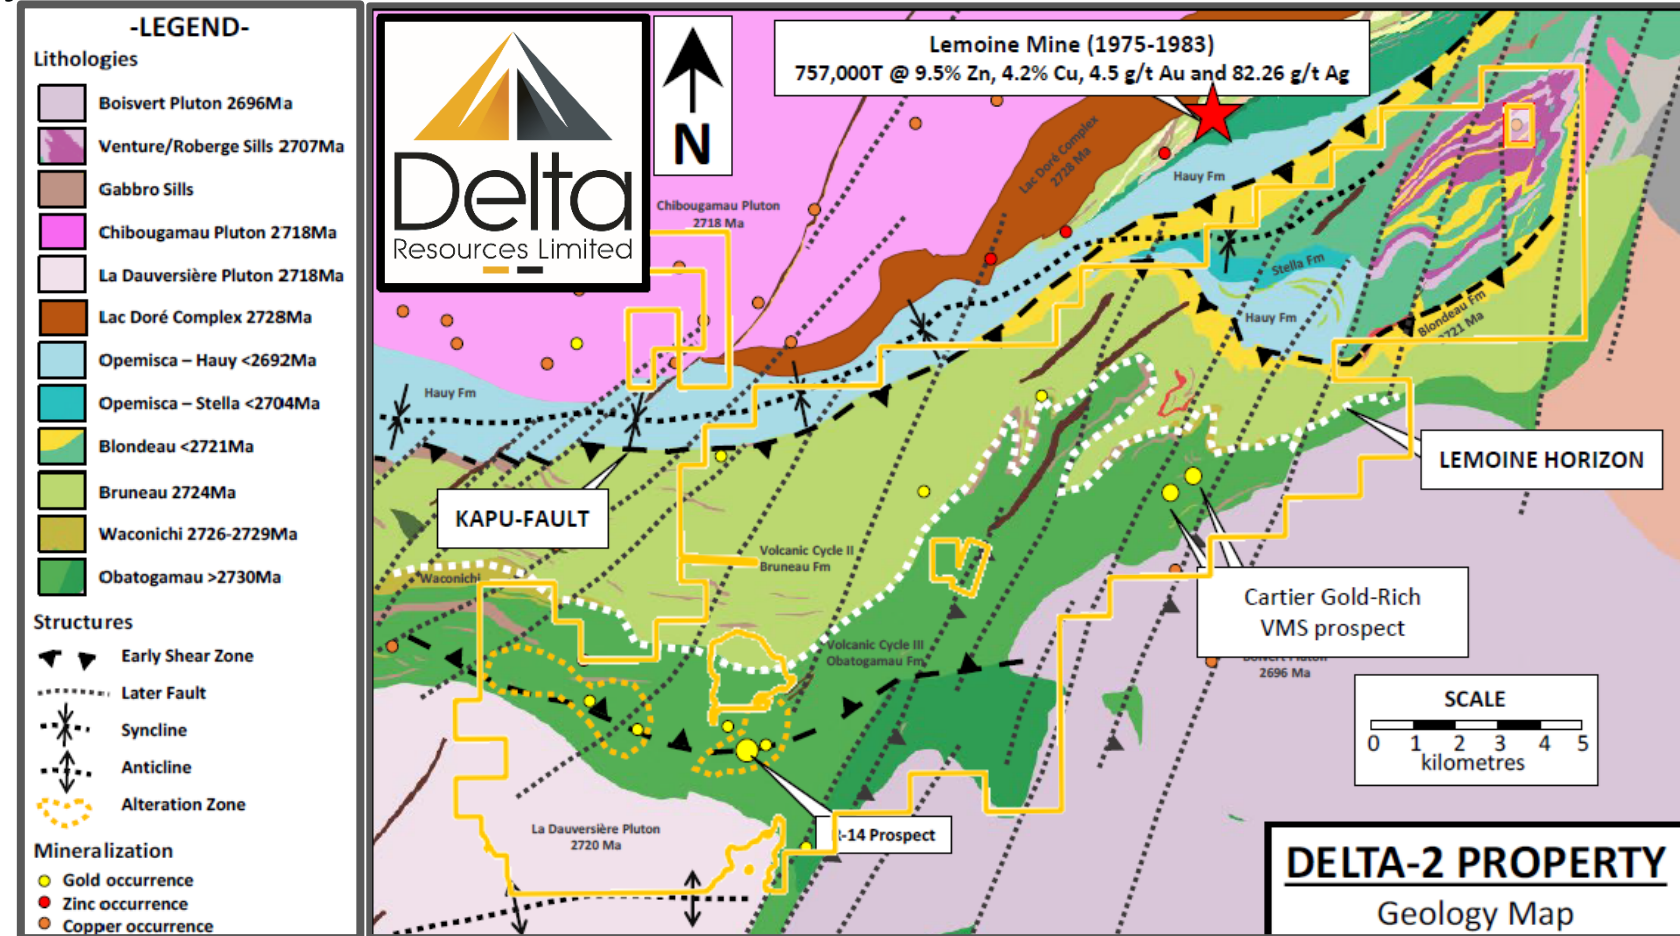 -LEGEND-
Lithologies
Boisvert Pluton 2696Ma
Venture/Roberge Sills 2707Ma
Gabbro Sills
Chibougamau Pluton 2718Ma
La Dauversière Pluton 2718Ma
Lac Doré Complex 2728Ma
Opemisca – Hauy <2692Ma
Opemisca – Stella <2704Ma
Blondeau <2721Ma
Bruneau 2724Ma
Waconichi 2726-2729Ma
Obatogamau >2730Ma
Structures
Early Shear Zone
Later Fault
Syncline
Anticline
Alteration Zone
Mineralization
Gold occurrence
Zinc occurrence
Copper occurrence
Delta
Resources Limited
N
Lemoine Mine (1975-1983)
757,000T @ 9.5% Zn, 4.2% Cu, 4.5 g/t Au and 82.26 g/t Ag
Chibougamau Pluton
2718 Ma
Lac Doré Complex
2728 Ma
Hauy Fm
Stella Fm
Hauy Fm
Blondeau Fm
2721 Ma
Hauy Fm
KAPU-FAULT
LEMOINE HORIZON
Volcanic Cycle II
Bruneau Fm
Waconichi
Cartier Gold-Rich
VMS prospect
Volcanic Cycle III
Obatogamau Fm
Boisvert Pluton
2696 Ma
La Dauversière Pluton
2720 Ma
-14 Prospect
SCALE
0 1 2 3 4 5
kilometres
DELTA-2 PROPERTY
Geology Map